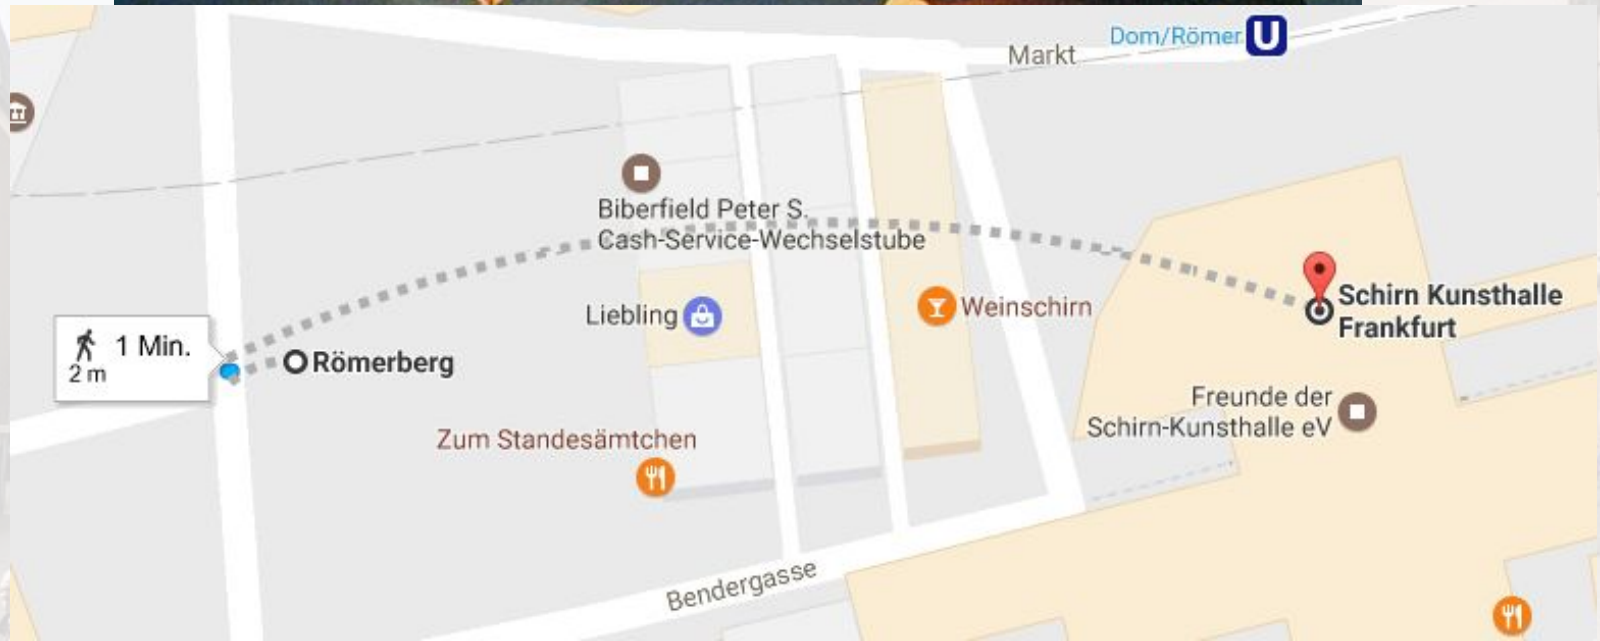 Dom/Römer U
Markt
Biberfield Peter S.
Cash-Service-Wechselstube
Liebling
Weinschirn
Schirn Kunsthalle
Frankfurt
1 Min.
2 m
Römerberg
Freunde der
Schirn-Kunsthalle eV
Zum Standesämtchen
Bendergasse